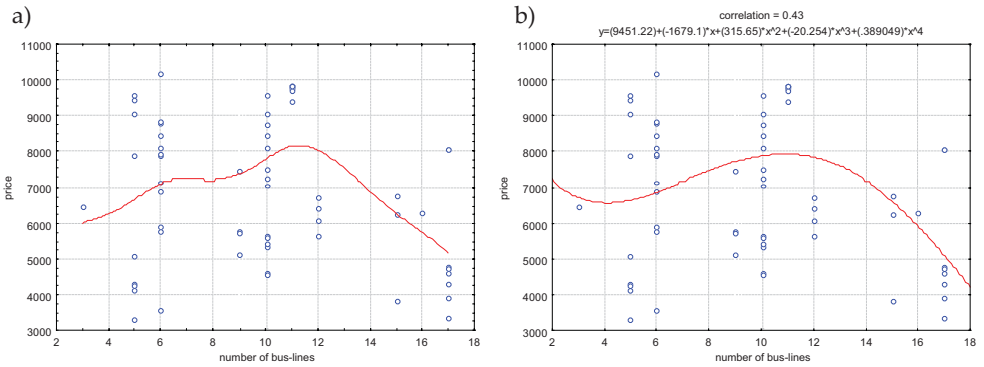 a)
11000
10000
9000
8000
7000
6000
5000
4000
3000
price
2 4 6 8 10 12 14 16 18
number of bus-lines
b)
correlation = 0.43
y=(9451.22)+(-1679.1)*x+(315.65)*x^2+(-20.254)*x^3+(.389049)*x^4
11000
10000
9000
8000
7000
6000
5000
4000
3000
price
2 4 6 8 10 12 14 16 18
number of bus-lines